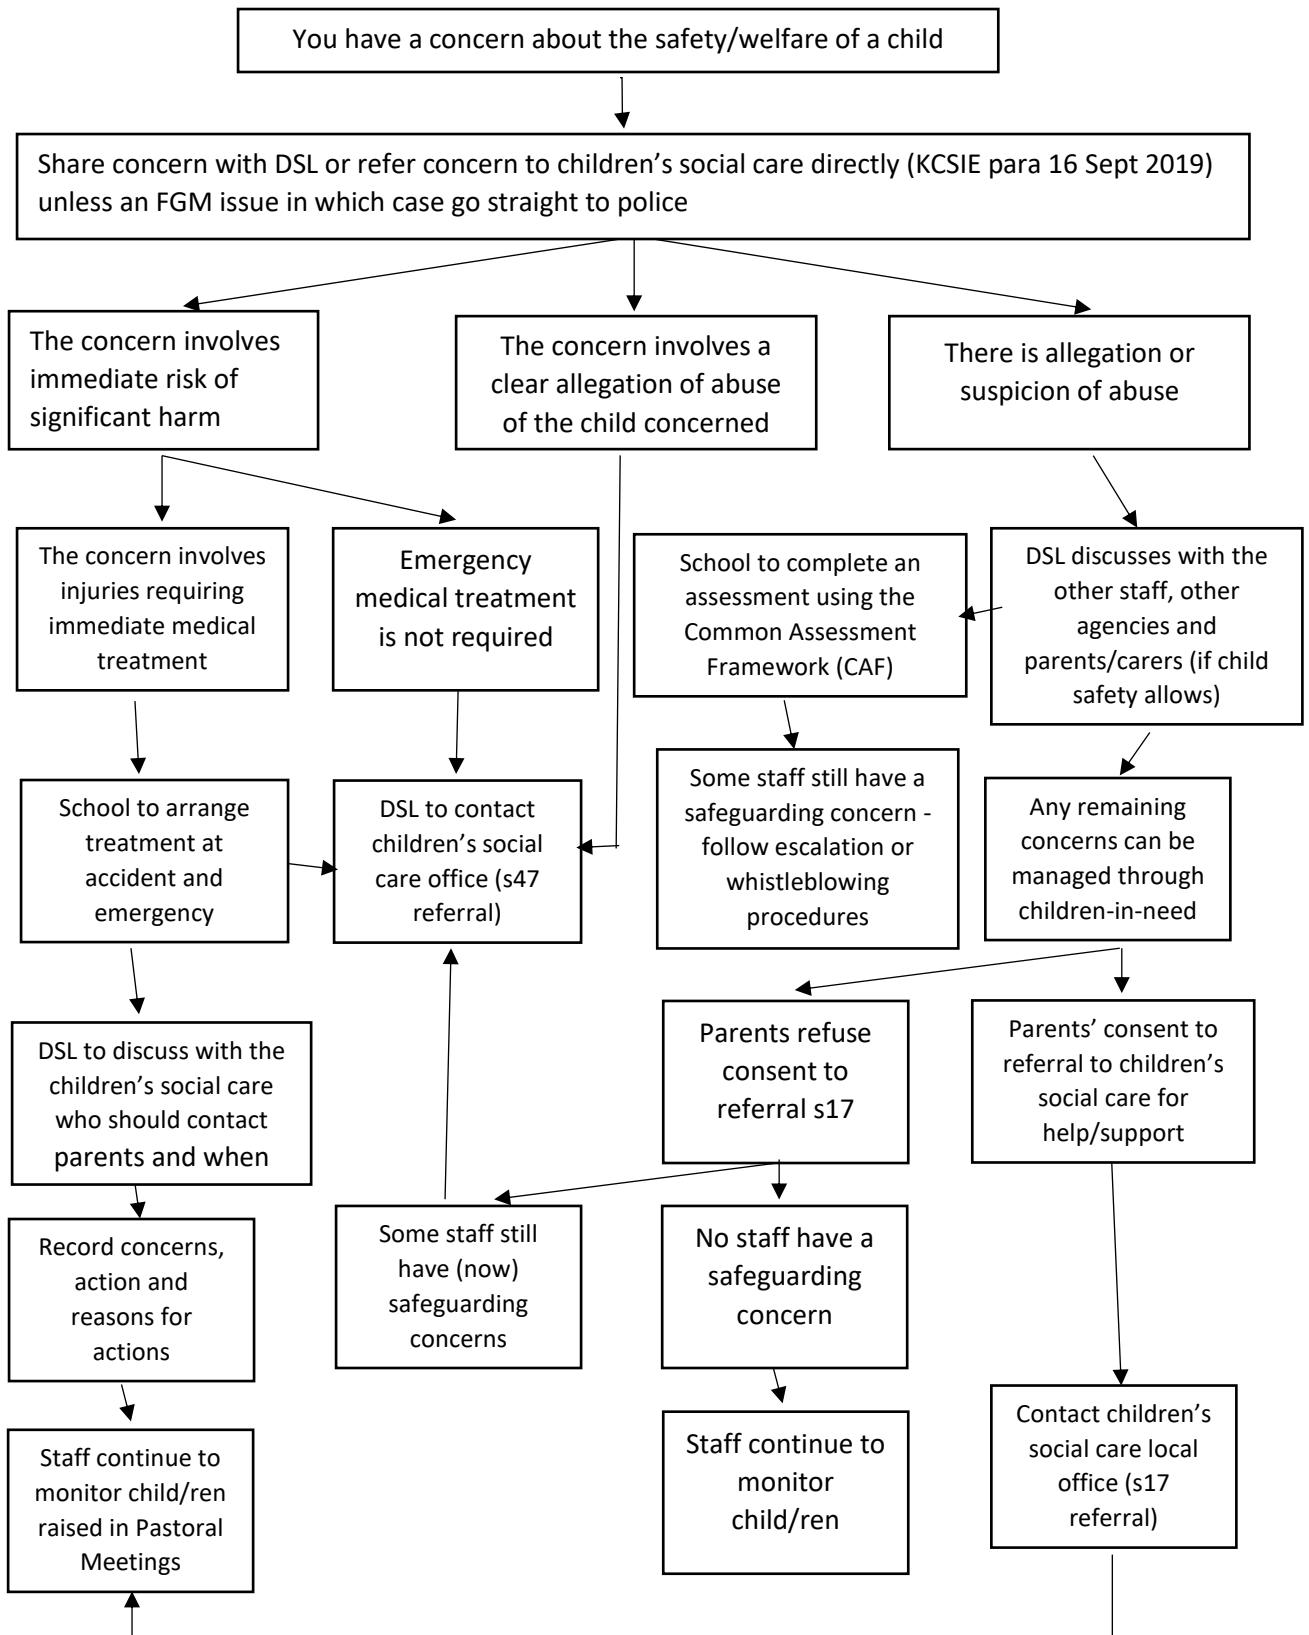 You have a concern about the safety/welfare of a child
Share concern with DSL or refer concern to children’s social care directly (KCSIE para 16 Sept 2019)
unless an FGM issue in which case go straight to police
The concern involves
immediate risk of
significant harm
The concern involves a
clear allegation of abuse
of the child concerned
There is allegation or
suspicion of abuse
The concern involves
injuries requiring
immediate medical
treatment
Emergency
medical treatment
is not required
School to complete an
assessment using the
Common Assessment
Framework (CAF)
DSL discusses with the
other staff, other
agencies and
parents/carers (if child
safety allows)
School to arrange
treatment at
accident and
emergency
DSL to contact
children’s social
care office (s47
referral)
Some staff still have a
safeguarding concern -
follow escalation or
whistleblowing
procedures
Any remaining
concerns can be
managed through
children-in-need
DSL to discuss with the
children’s social care
who should contact
parents and when
Parents refuse
consent to
referral s17
Parents’ consent to
referral to children’s
social care for
help/support
Record concerns,
action and
reasons for
actions
Some staff still
have (now)
safeguarding
concerns
No staff have a
safeguarding
concern
Staff continue to
monitor child/ren
raised in Pastoral
Meetings
Staff continue to
monitor
child/ren
Contact children’s
social care local
office (s17
referral)